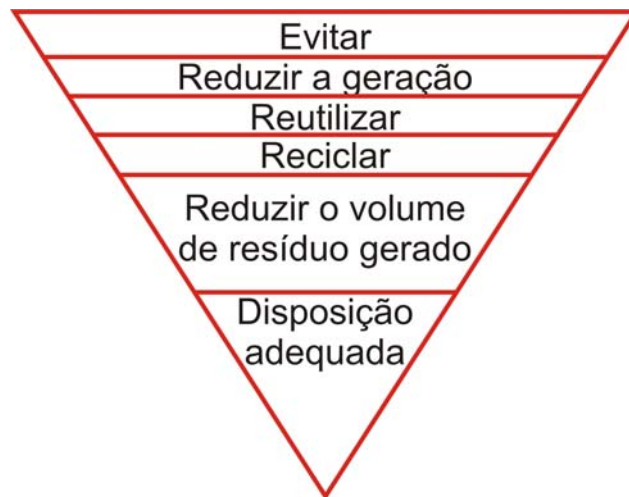 Evitar
Reduzir a geração
Reutilizar
Reciclar
Reduzir o volume
de resíduo gerado
Disposição
adequada